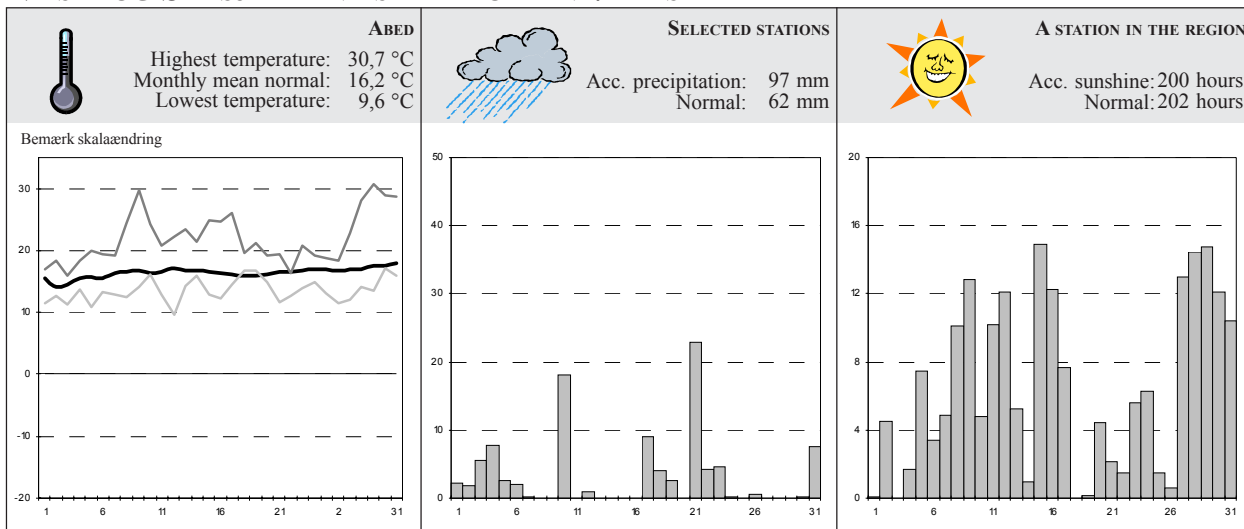 ABED
Highest temperature: 30,7 °C
Monthly mean normal: 16,2 °C
Lowest temperature: 9,6 °C
SELECTED STATIONS
Acc. precipitation: 97 mm
Normal: 62 mm
A STATION IN THE REGION
Acc. sunshine: 200 hours
Normal: 202 hours
Bemærk skalaændring
30
20
10
0
-10
-20
1 6 11 16 21 2 31
50
40
30
20
10
0
1 6 11 16 21 26 31
20
16
12
8
4
0
1 6 11 16 21 26 31